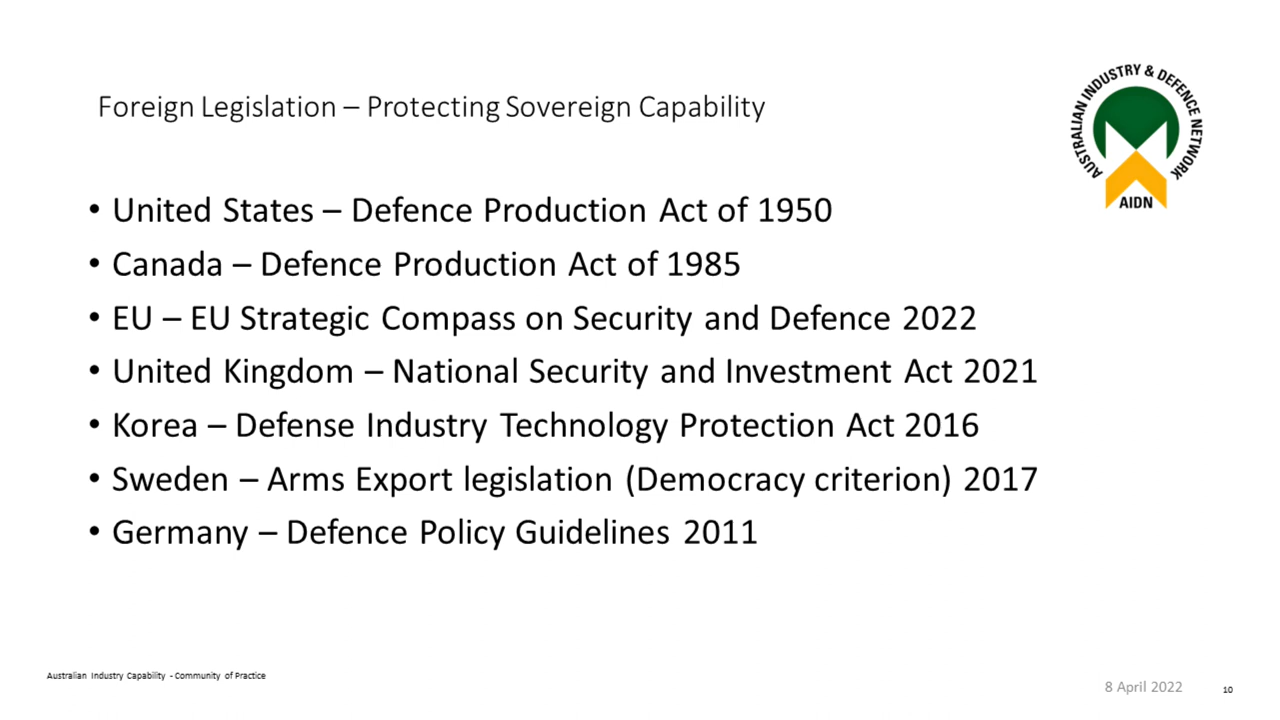 Foreign Legislation – Protecting Sovereign Capability
AUSTRALIAN INDUSTRY & DEFENCE NETWORK
AIDN
• United States – Defence Production Act of 1950
• Canada – Defence Production Act of 1985
• EU – EU Strategic Compass on Security and Defence 2022
• United Kingdom – National Security and Investment Act 2021
• Korea – Defense Industry Technology Protection Act 2016
• Sweden – Arms Export legislation (Democracy criterion) 2017
• Germany – Defence Policy Guidelines 2011
Australian Industry Capability - Community of Practice
8 April 2022
10